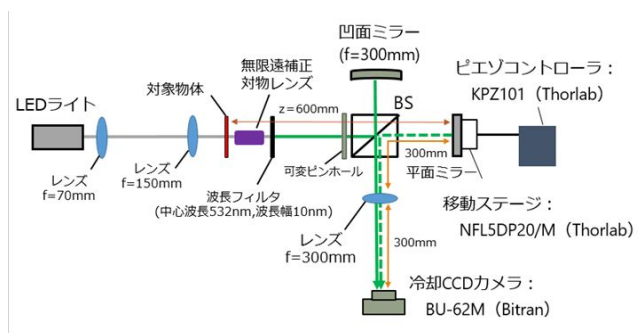 凹面ミラー
(f=300mm)
ピエゾコントローラ：
KPZ101（Thorlab）
無限遠補正
対物レンズ
対象物体
LEDライト
z=600mm
BS
300mm
平面ミラー
可変ピンホール
レンズ
f=70mm
レンズ
f=150mm
波長フィルタ
(中心波長532nm,波長幅10nm)
移動ステージ：
NFL5DP20/M（Thorlab）
レンズ
f=300mm
300mm
冷却CCDカメラ：
BU-62M（Bitran）